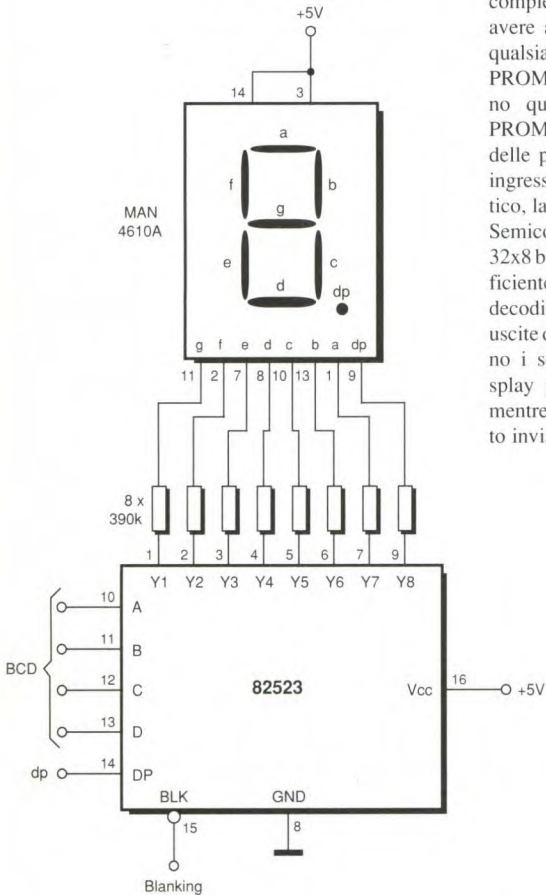 +5V
14
3
a
f
b
g
MAN
4610A
e
c
d
dp
g f e d c b a dp
11 2 7 8 10 13 1 9
8 x
390k
1 2 3 4 5 6 7 9
Y1 Y2 Y3 Y4 Y5 Y6 Y7 Y8
10
A
11
B
BCD
12
C
82523
Vcc
16
+5V
13
D
dp
14
DP
BLK
GND
15
8
Blanking
avere a
qualsia
PROM
no qu
PROM
delle p
ingress
tico, la
Semico
32x8 b
ficiente
decodi
uscite d
no i s
splay
mentre
to invi